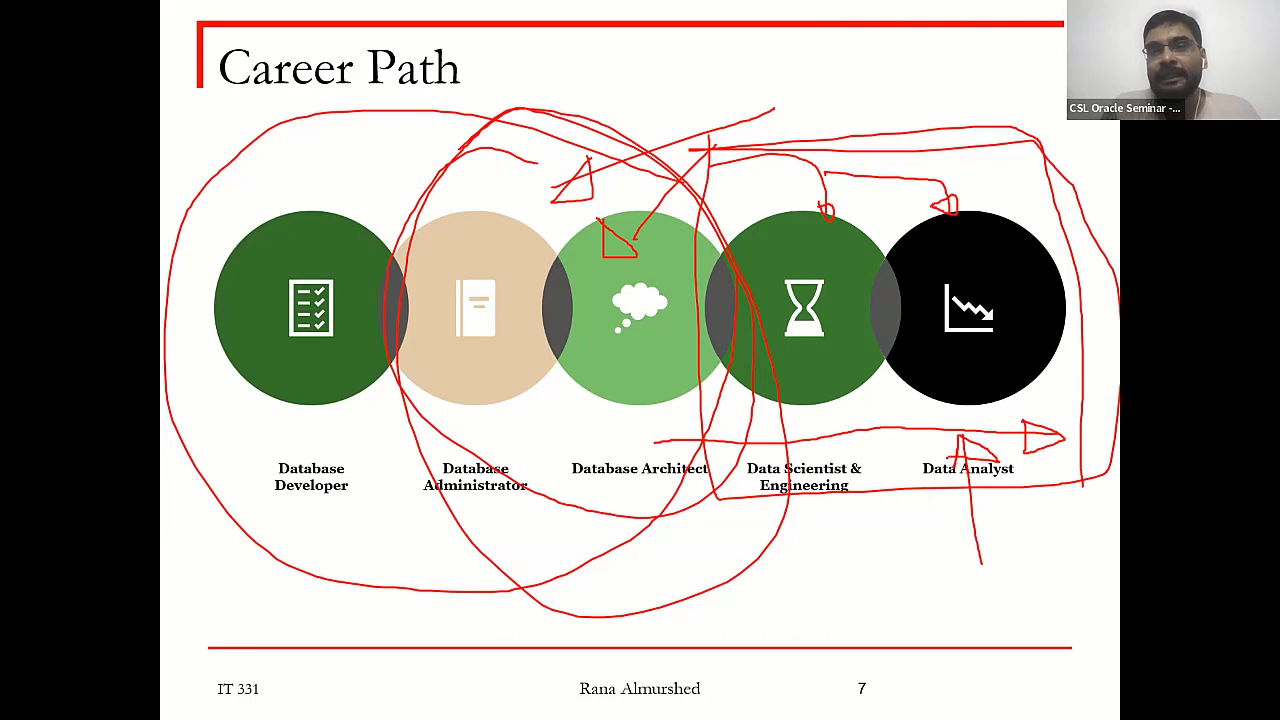 Career Path
CSL Oracle Seminar -...
Database
Developer
Database
Administrator
Database Architect
Data Scientist &
Engineering
Data Analyst
IT 331
Rana Almurshed
7